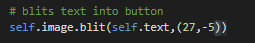 # blits text into button
self.image.blit(self.text,(27,-5))